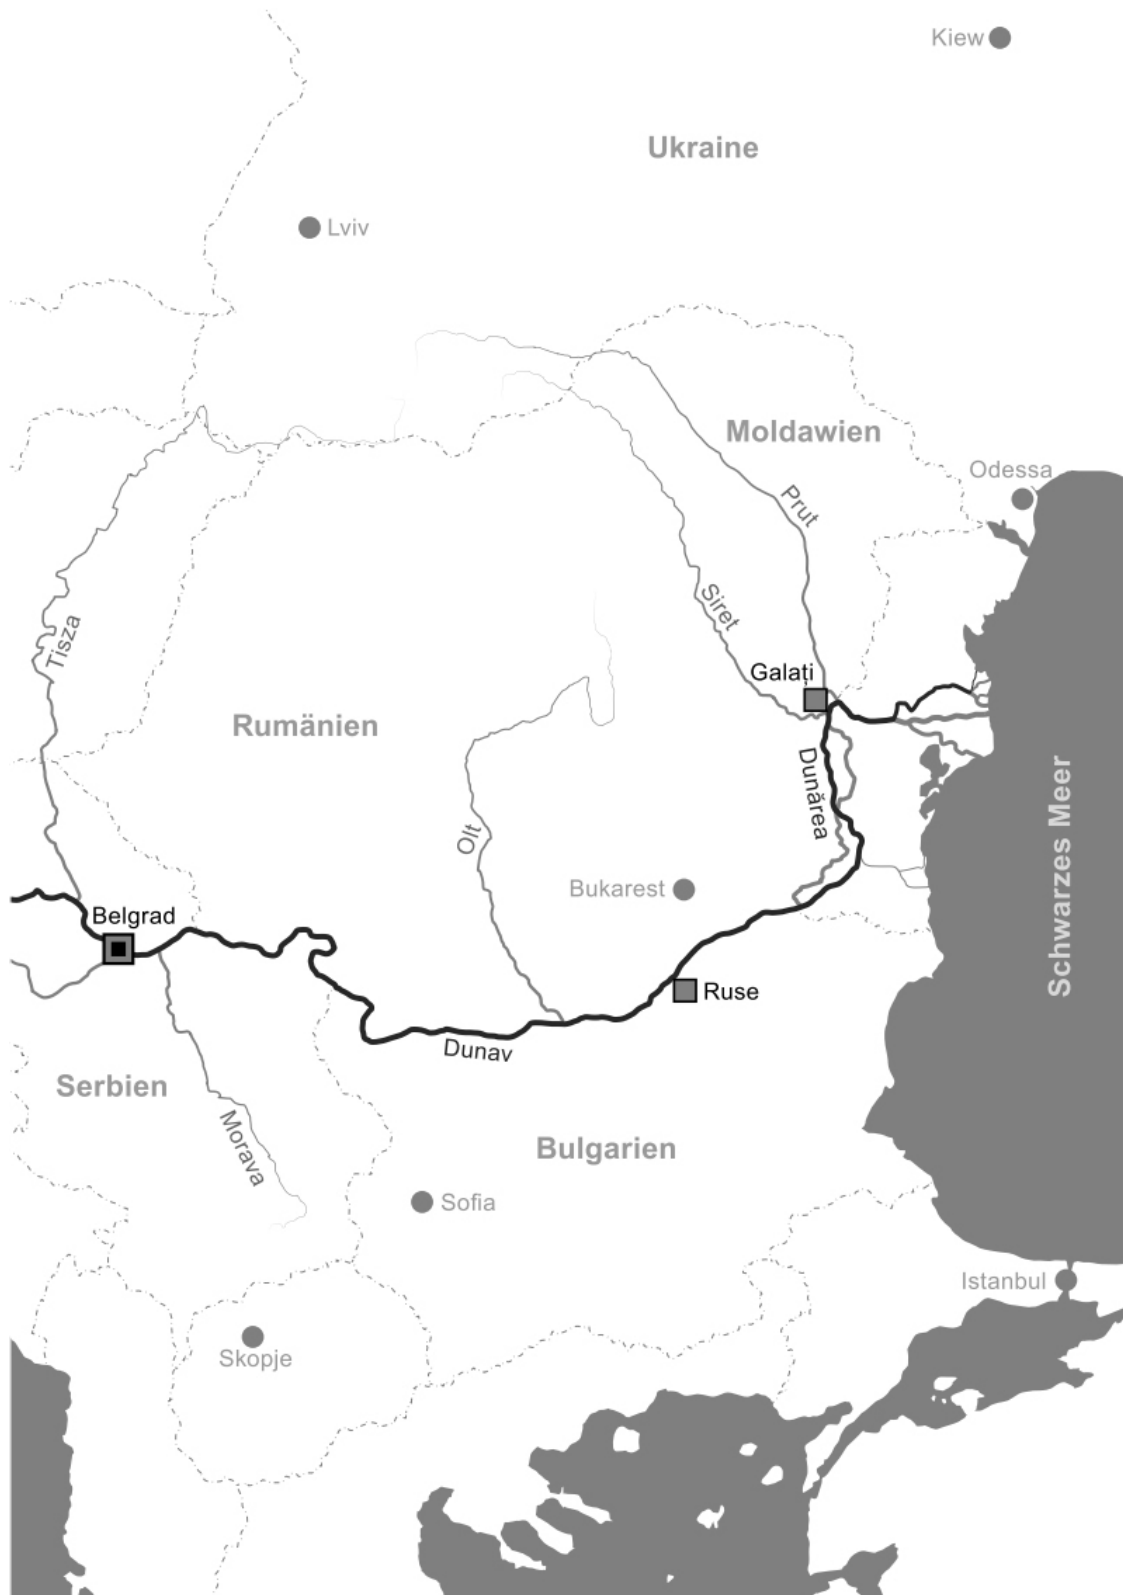 Kiew
Ukraine
Lviv
Moldawien
Odessa
Prut
Siret
Tisza
Galați
Rumänien
Dunărea
Olt
Schwarzes Meer
Bukarest
Belgrad
Ruse
Dunav
Serbien
Morava
Bulgarien
Sofia
Istanbul
Skopje